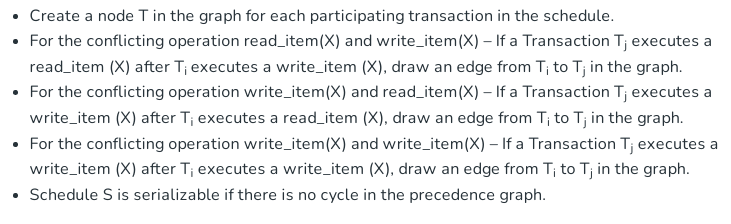 • Create a node T in the graph for each participating transaction in the schedule.
• For the conflicting operation read_item(X) and write_item(X) – If a Transaction Tj executes a
read_item (X) after Ti executes a write_item (X), draw an edge from Ti to Tj in the graph.
• For the conflicting operation write_item(X) and read_item(X) – If a Transaction Tj executes a
write_item (X) after Ti executes a read_item (X), draw an edge from Ti to Tj in the graph.
• For the conflicting operation write_item(X) and write_item(X) – If a Transaction Tj executes a
write_item (X) after Ti executes a write_item (X), draw an edge from Ti to Tj in the graph.
• Schedule S is serializable if there is no cycle in the precedence graph.